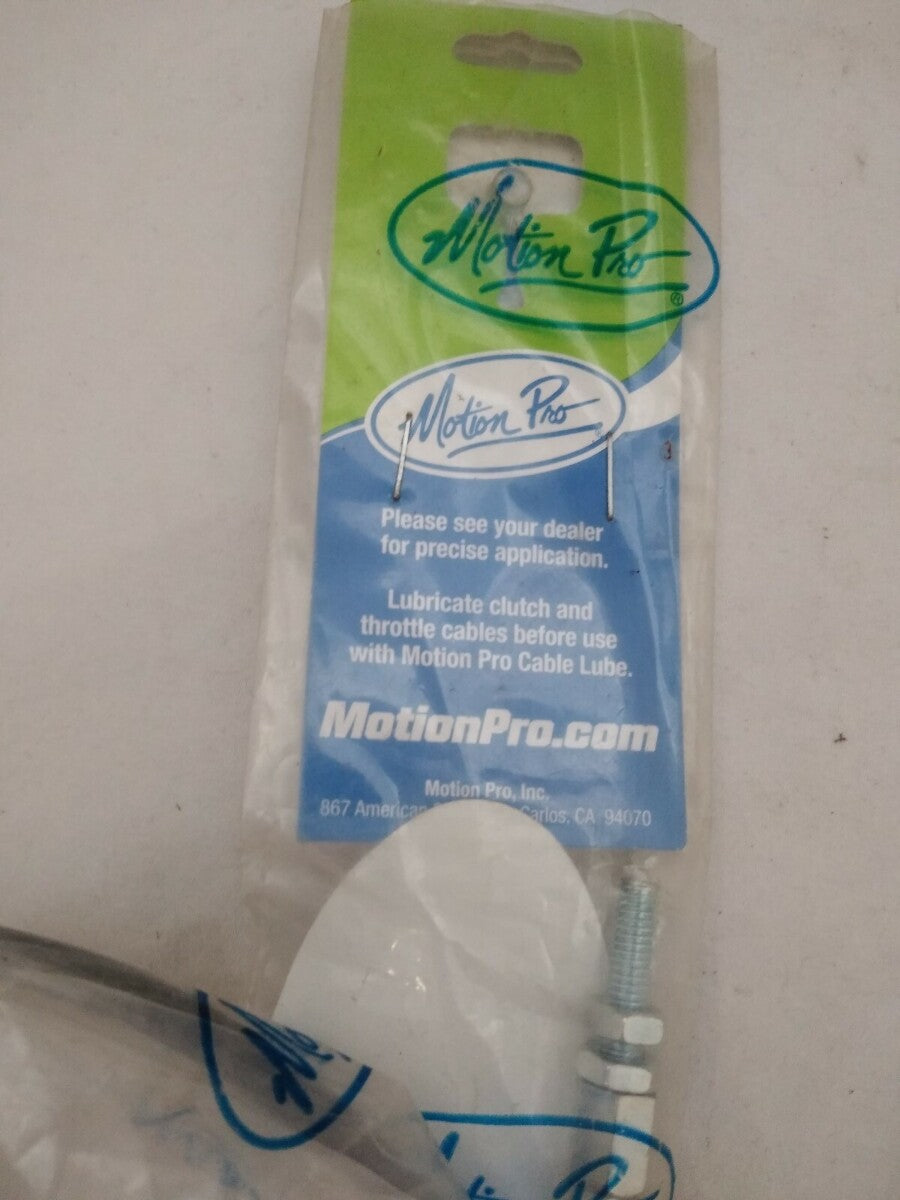 Motion Pro ®
Motion Pro
Please see your dealer
for precise application.
Lubricate clutch and
throttle cables before use
with Motion Pro Cable Lube.
MotionPro.com
Motion Pro, Inc.
867 American Carlos, CA 94070